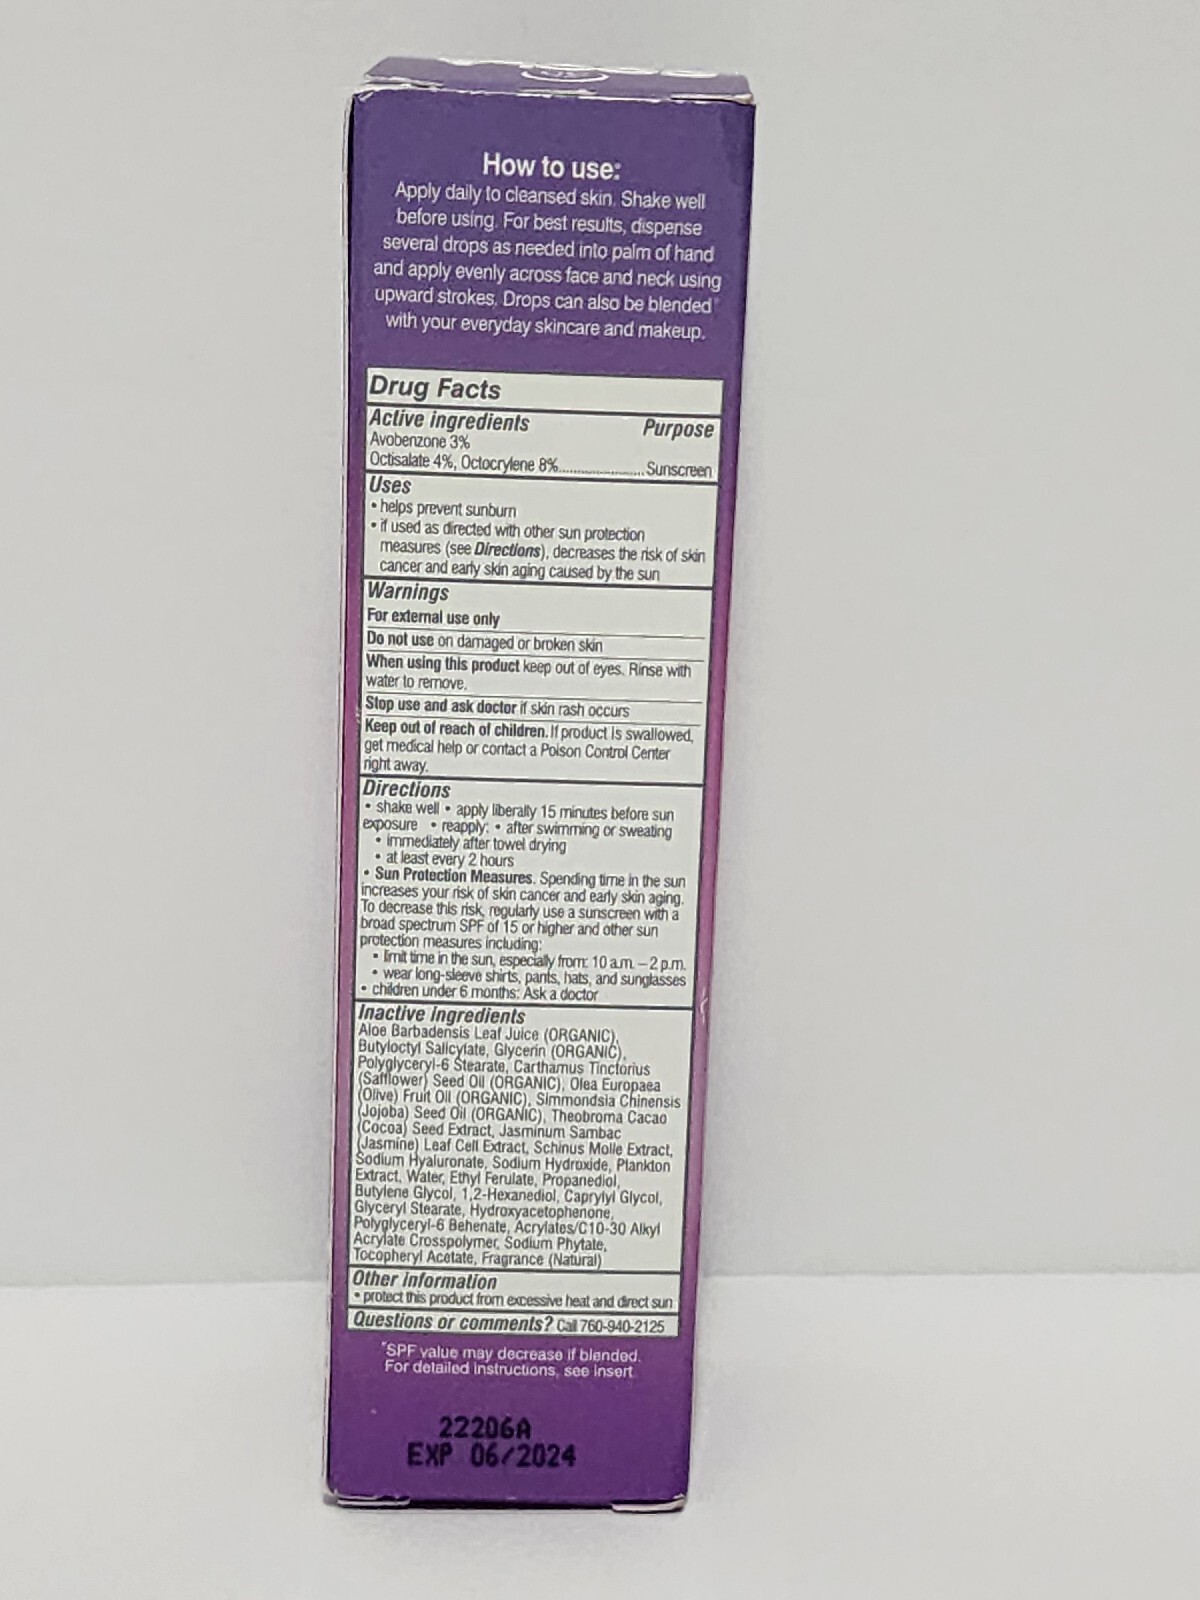 How to use:
Apply daily to cleansed skin. Shake well
before using. For best results, dispense
several drops as needed into palm of hand
and apply evenly across face and neck using
upward strokes. Drops can also be blended*
with your everyday skincare and makeup.
Drug Facts
Active ingredients Purpose
Avobenzone 3%
Octisalate 4%, Octocrylene 8%........................Sunscreen
Uses
• helps prevent sunburn
• if used as directed with other sun protection
measures (see Directions), decreases the risk of skin
cancer and early skin aging caused by the sun
Warnings
For external use only
Do not use on damaged or broken skin
When using this product keep out of eyes. Rinse with
water to remove.
Stop use and ask doctor if skin rash occurs
Keep out of reach of children. If product is swallowed,
get medical help or contact a Poison Control Center
right away.
Directions
• shake well • apply liberally 15 minutes before sun
exposure • reapply: • after swimming or sweating
• immediately after towel drying
• at least every 2 hours
• Sun Protection Measures. Spending time in the sun
increases your risk of skin cancer and early skin aging.
To decrease this risk, regularly use a sunscreen with a
broad spectrum SPF of 15 or higher and other sun
protection measures including:
• limit time in the sun, especially from: 10 a.m. – 2 p.m.
• wear long-sleeve shirts, pants, hats, and sunglasses
• children under 6 months: Ask a doctor
Inactive ingredients
Aloe Barbadensis Leaf Juice (ORGANIC),
Butyloctyl Salicylate, Glycerin (ORGANIC),
Polyglyceryl-6 Stearate, Carthamus Tinctorius
(Safflower) Seed Oil (ORGANIC), Olea Europaea
(Olive) Fruit Oil (ORGANIC), Simmondsia Chinensis
(Jojoba) Seed Oil (ORGANIC), Theobroma Cacao
(Cocoa) Seed Extract, Jasminum Sambac
(Jasmine) Leaf Cell Extract, Schinus Molle Extract,
Sodium Hyaluronate, Sodium Hydroxide, Plankton
Extract, Water, Ethyl Ferulate, Propanediol,
Butylene Glycol, 1,2-Hexanediol, Caprylyl Glycol,
Glyceryl Stearate, Hydroxyacetophenone,
Polyglyceryl-6 Behenate, Acrylates/C10-30 Alkyl
Acrylate Crosspolymer, Sodium Phytate,
Tocopheryl Acetate, Fragrance (Natural)
Other information
• protect this product from excessive heat and direct sun
Questions or comments? Call 760-940-2125
*SPF value may decrease if blended.
For detailed instructions, see insert.
22206A
EXP 06/2024